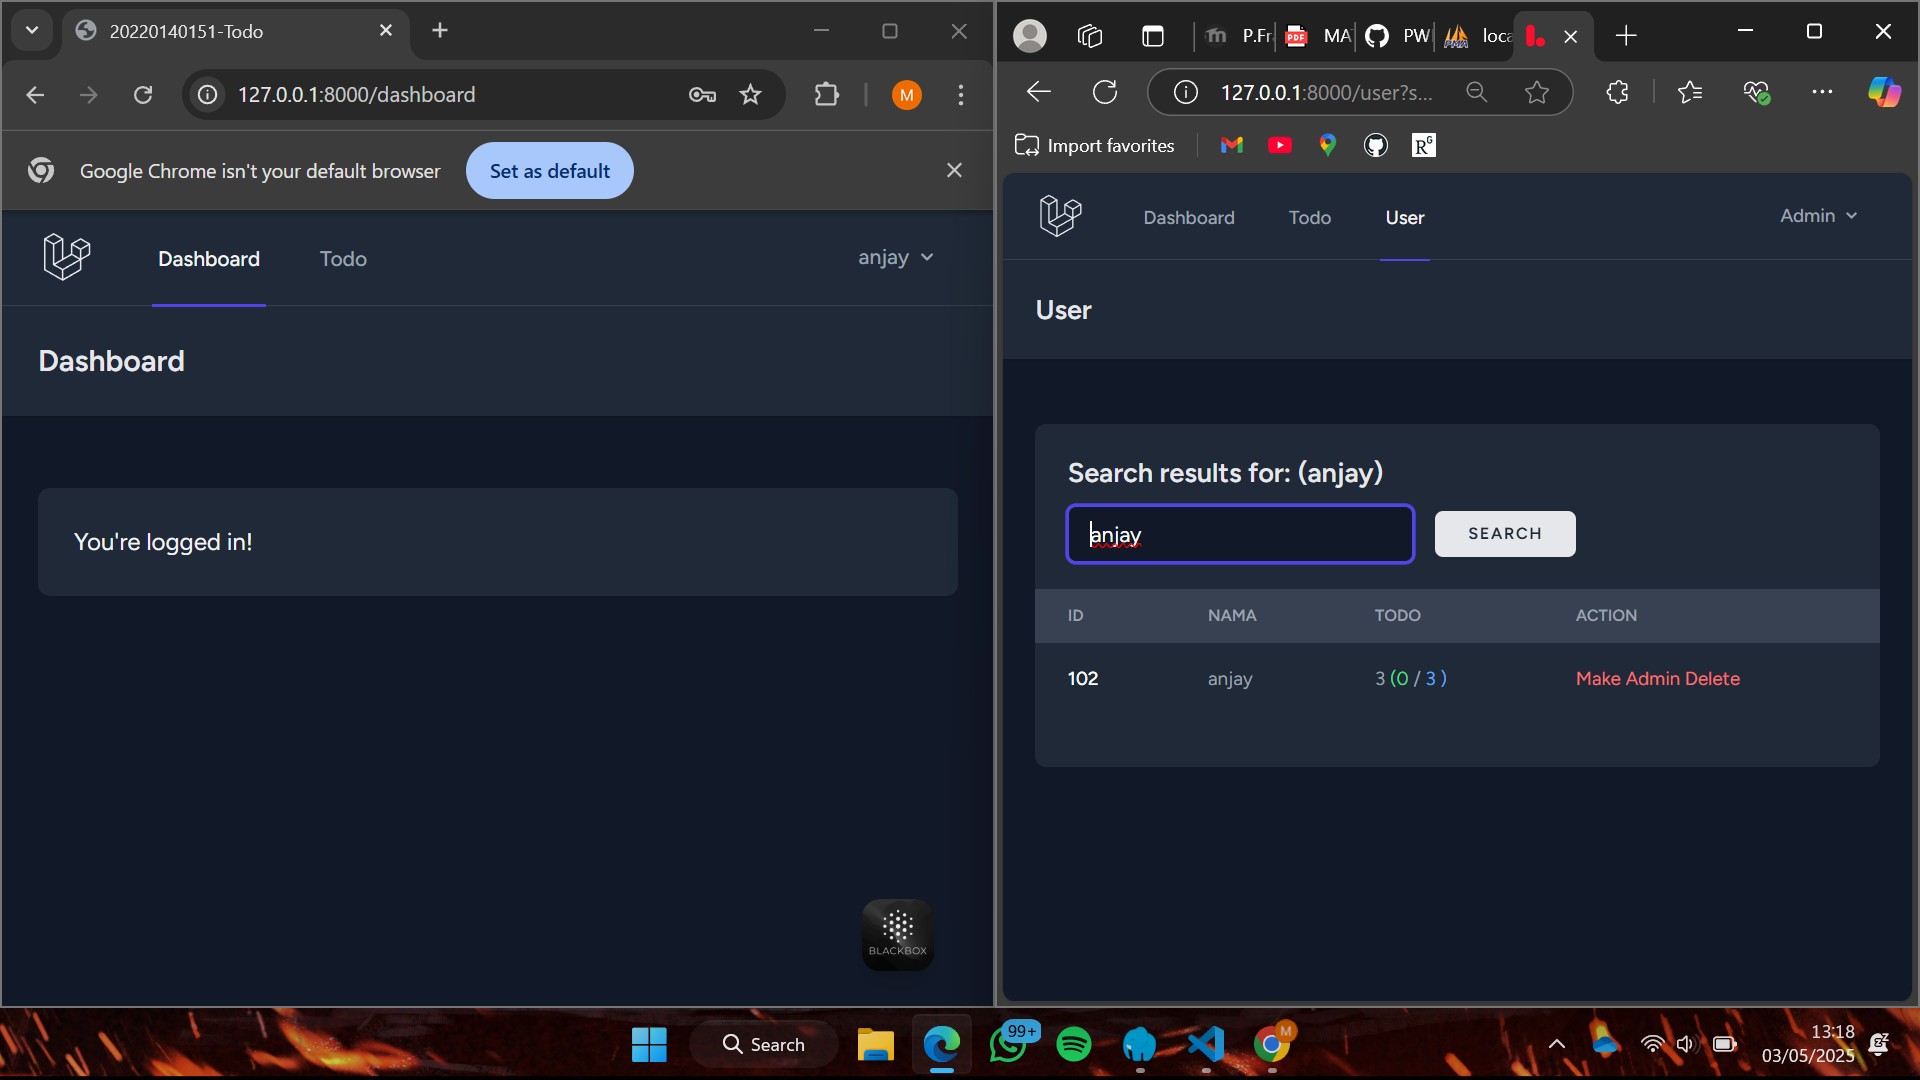 20220140151-Todo
127.0.0.1:8000/dashboard
M
Google Chrome isn't your default browser
Set as default
Dashboard
Todo
anjay
Dashboard
You're logged in!
BLACKBOX
P.Fr
PDF
MA
PW
PMA
loca
127.0.0.1:8000/user?s...
Import favorites
RG
Dashboard
Todo
User
Admin
User
Search results for: (anjay)
anjay
SEARCH
ID NAMA TODO ACTION
102 anjay 3 (0 / 3 ) Make Admin Delete
Search
99+
M
13:18
03/05/2025